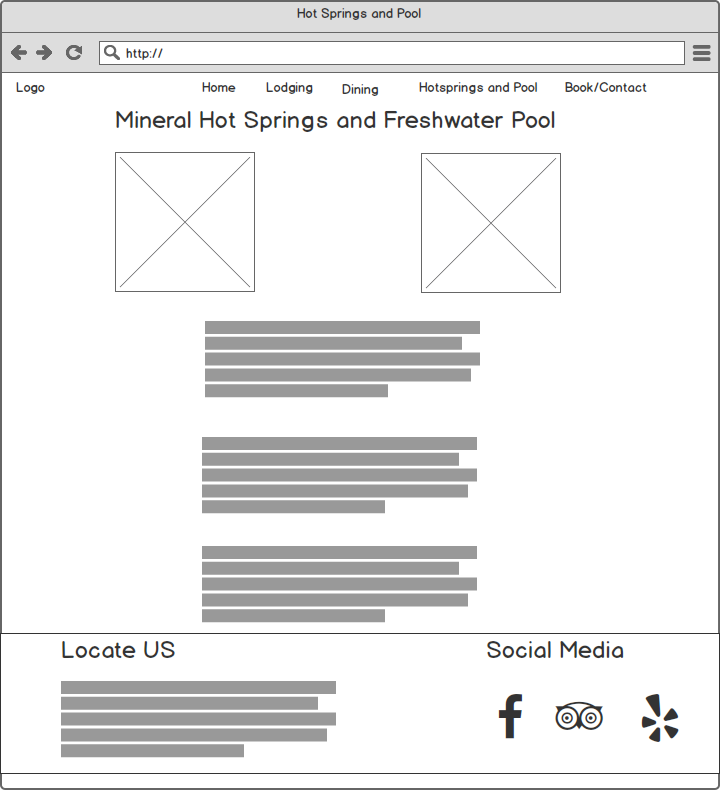 Hot Springs and Pool
http://
Logo Home Lodging Dining Hotsprings and Pool Book/Contact
Mineral Hot Springs and Freshwater Pool
Locate US Social Media